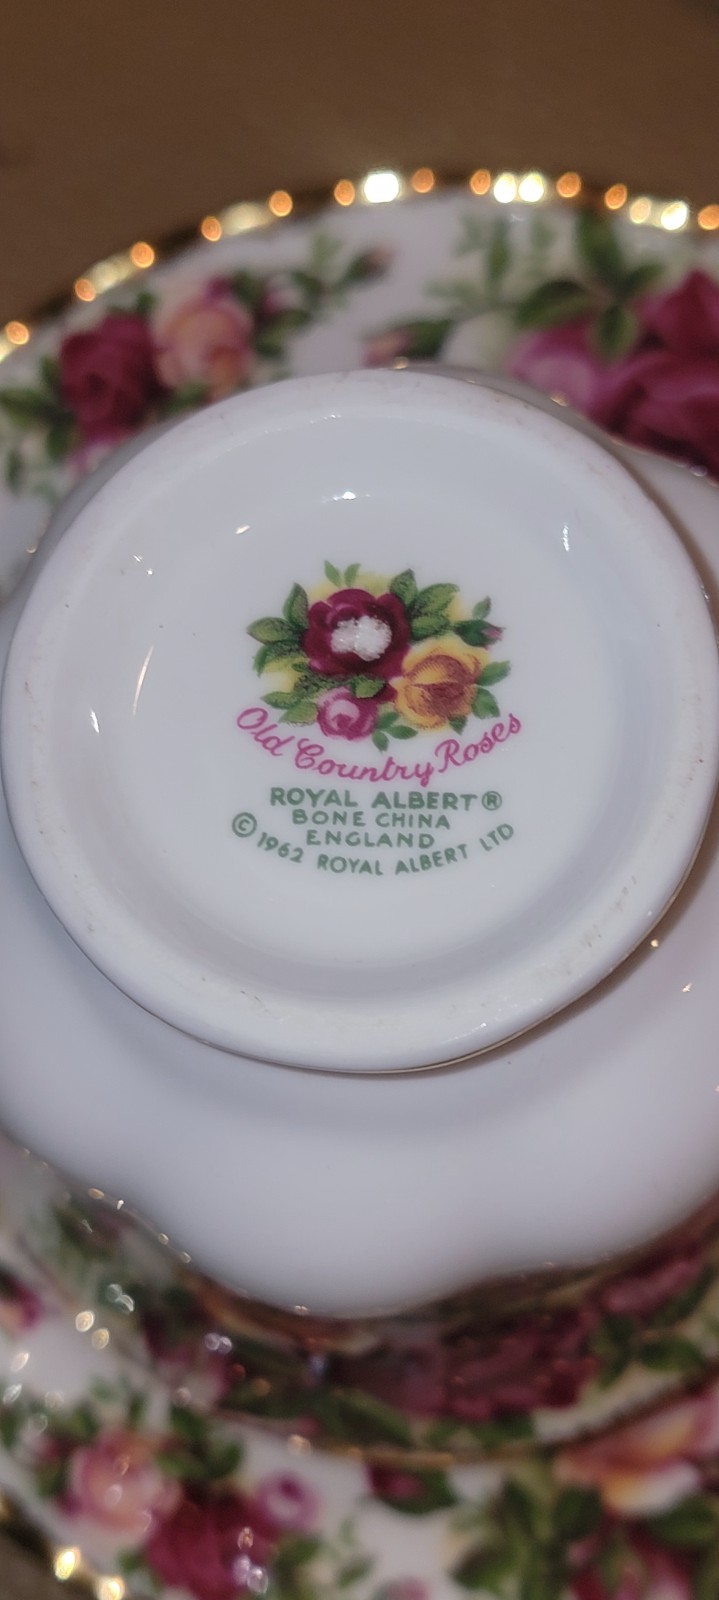 Old Country Roses
ROYAL ALBERT®
BONE CHINA
ENGLAND
© 1962 ROYAL ALBERT LTD